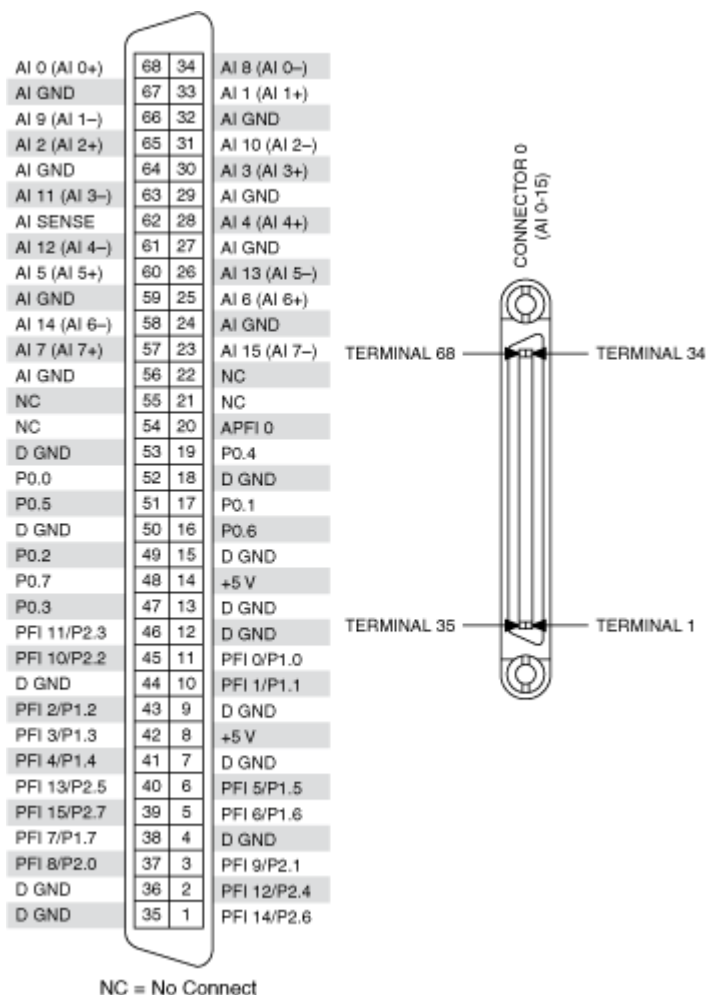 AI 0 (AI 0+) 68 34 AI 8 (AI 0–)
AI GND 67 33 AI 1 (AI 1+)
AI 9 (AI 1–) 66 32 AI GND
AI 2 (AI 2+) 65 31 AI 10 (AI 2–)
AI GND 64 30 AI 3 (AI 3+)
AI 11 (AI 3–) 63 29 AI GND
AI SENSE 62 28 AI 4 (AI 4+)
AI 12 (AI 4–) 61 27 AI GND
AI 5 (AI 5+) 60 26 AI 13 (AI 5–)
AI GND 59 25 AI 6 (AI 6+)
AI 14 (AI 6–) 58 24 AI GND
AI 7 (AI 7+) 57 23 AI 15 (AI 7–)
AI GND 56 22 NC
NC 55 21 NC
NC 54 20 APFI 0
D GND 53 19 P0.4
P0.0 52 18 D GND
P0.5 51 17 P0.1
D GND 50 16 P0.6
P0.2 49 15 D GND
P0.7 48 14 +5 V
P0.3 47 13 D GND
PFI 11/P2.3 46 12 D GND
PFI 10/P2.2 45 11 PFI 0/P1.0
D GND 44 10 PFI 1/P1.1
PFI 2/P1.2 43 9 D GND
PFI 3/P1.3 42 8 +5 V
PFI 4/P1.4 41 7 D GND
PFI 13/P2.5 40 6 PFI 5/P1.5
PFI 15/P2.7 39 5 PFI 6/P1.6
PFI 7/P1.7 38 4 D GND
PFI 8/P2.0 37 3 PFI 9/P2.1
D GND 36 2 PFI 12/P2.4
D GND 35 1 PFI 14/P2.6
NC = No Connect
CONNECTOR 0
(AI 0-15)
TERMINAL 68
TERMINAL 34
TERMINAL 35
TERMINAL 1